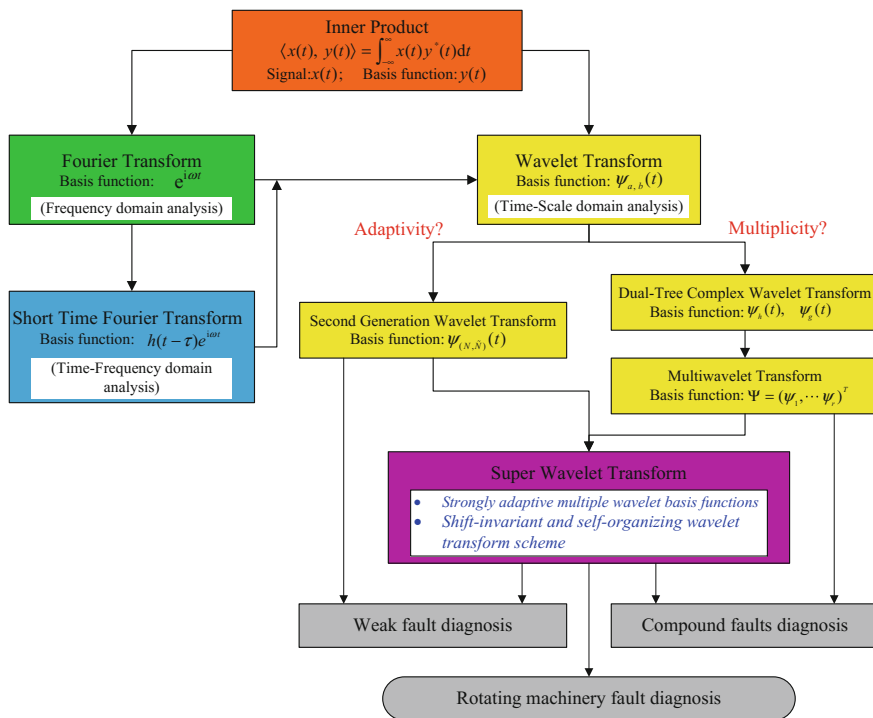 Inner Product
⟨x(t), y(t)⟩ = ∫_{-∞}^{∞} x(t) y*(t)dt
Signal:x(t); Basis function: y(t)
Fourier Transform
Basis function: e^{iωt}
(Frequency domain analysis)
Wavelet Transform
Basis function: ψ_{a, b}(t)
(Time-Scale domain analysis)
Adaptivity?
Multiplicity?
Short Time Fourier Transform
Basis function: h(t−τ)e^{iωt}
(Time-Frequency domain
analysis)
Second Generation Wavelet Transform
Basis function: ψ_{(N,Ñ)}(t)
Dual-Tree Complex Wavelet Transform
Basis function: ψ_h(t), ψ_g(t)
Multiwavelet Transform
Basis function: Ψ = (ψ_1, ⋯ ψ_r)^T
Super Wavelet Transform
• Strongly adaptive multiple wavelet basis functions
• Shift-invariant and self-organizing wavelet
transform scheme
Weak fault diagnosis
Compound faults diagnosis
Rotating machinery fault diagnosis